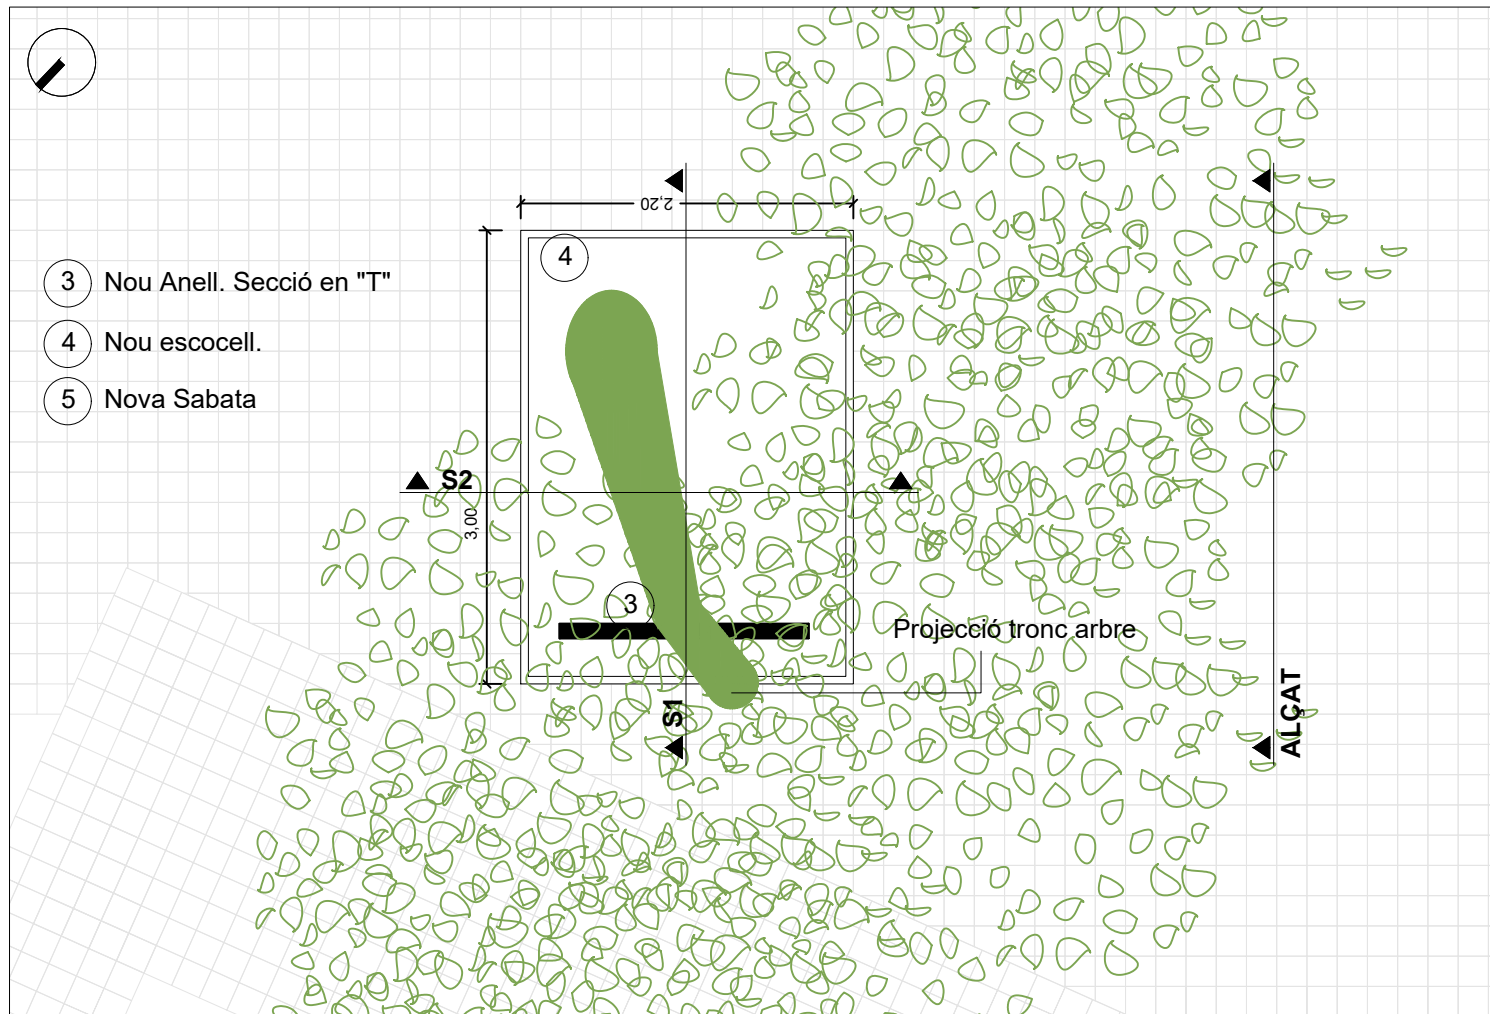 2,20
4
3 Nou Anell. Secció en "T"
4 Nou escocell.
5 Nova Sabata
S2
3,00
3
Projecció tronc arbre
S1
ALÇAT